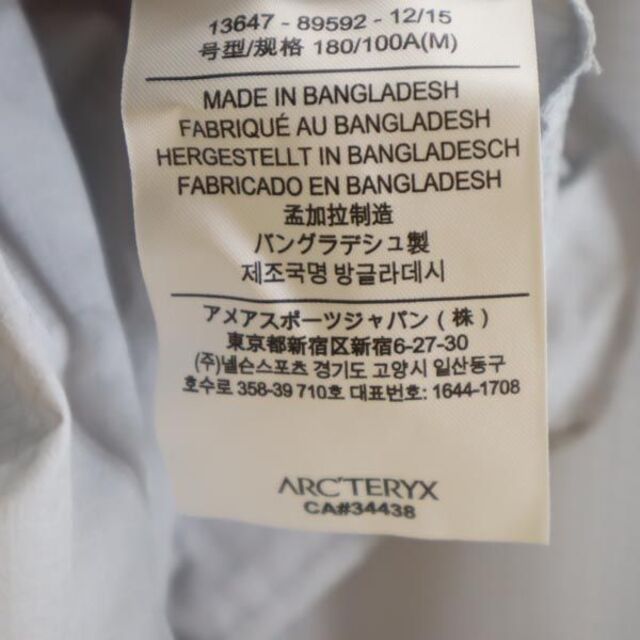 13647 - 89592 - 12/15
号型/规格 180/100A(M)
MADE IN BANGLADESH
FABRIQUÉ AU BANGLADESH
HERGESTELLT IN BANGLADESCH
FABRICADO EN BANGLADESH
孟加拉制造
バングラデシュ製
제조국명 방글라데시
アメアスポーツジャパン (株)
東京都新宿区新宿6-27-30
(주)넬슨스포츠 경기도 고양시 일산동구
호수로 358-39 710호 대표번호: 1644-1708
ARC'TERYX
CA#34438